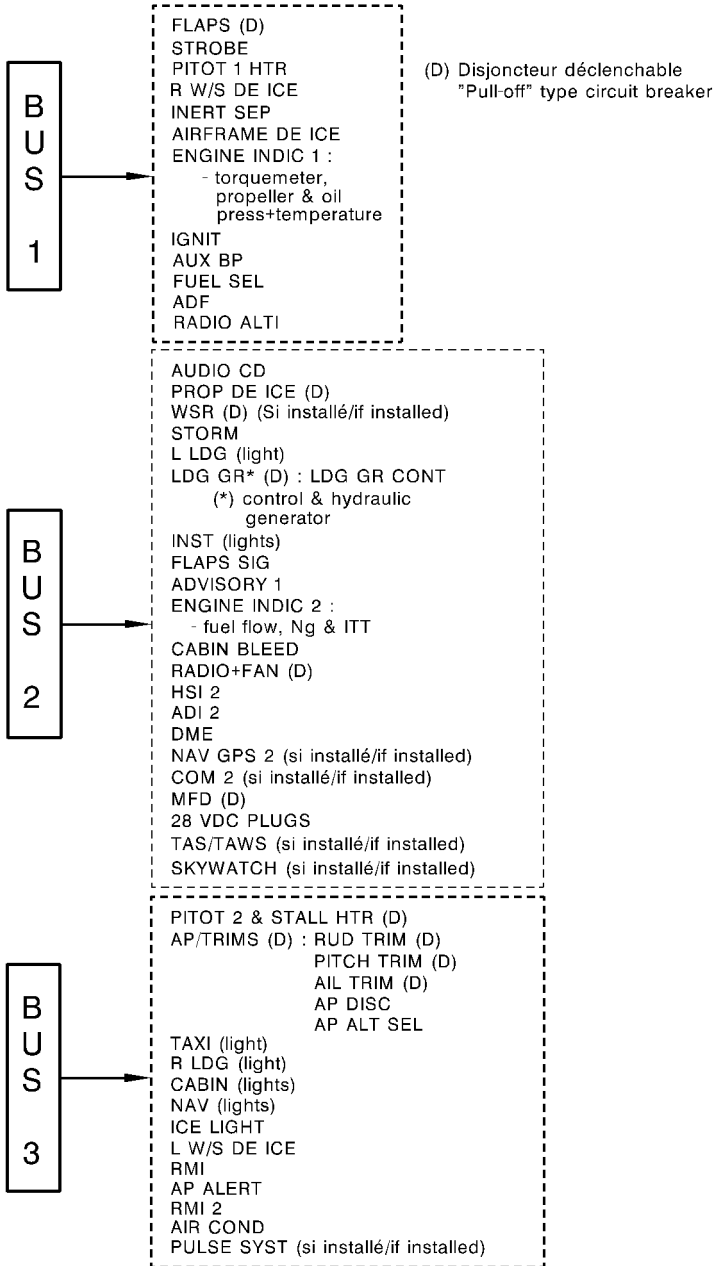 FLAPS (D)
STROBE
PITOT 1 HTR
R W/S DE ICE
INERT SEP
AIRFRAME DE ICE
ENGINE INDIC 1 :
- torquemeter,
propeller & oil
press+temperature
IGNIT
AUX BP
FUEL SEL
ADF
RADIO ALTI
(D) Disjoncteur déclenchable
"Pull-off" type circuit breaker
BUS 1
AUDIO CD
PROP DE ICE (D)
WSR (D) (Si installé/if installed)
STORM
L LDG (light)
LDG GR* (D) : LDG GR CONT
(*) control & hydraulic
generator
INST (lights)
FLAPS SIG
ADVISORY 1
ENGINE INDIC 2 :
- fuel flow, Ng & ITT
CABIN BLEED
RADIO+FAN (D)
HSI 2
ADI 2
DME
NAV GPS 2 (si installé/if installed)
COM 2 (si installé/if installed)
MFD (D)
28 VDC PLUGS
TAS/TAWS (si installé/if installed)
SKYWATCH (si installé/if installed)
BUS 2
PITOT 2 & STALL HTR (D)
AP/TRIMS (D) : RUD TRIM (D)
PITCH TRIM (D)
AIL TRIM (D)
AP DISC
AP ALT SEL
TAXI (light)
R LDG (light)
CABIN (lights)
NAV (lights)
ICE LIGHT
L W/S DE ICE
RMI
AP ALERT
RMI 2
AIR COND
PULSE SYST (si installé/if installed)
BUS 3